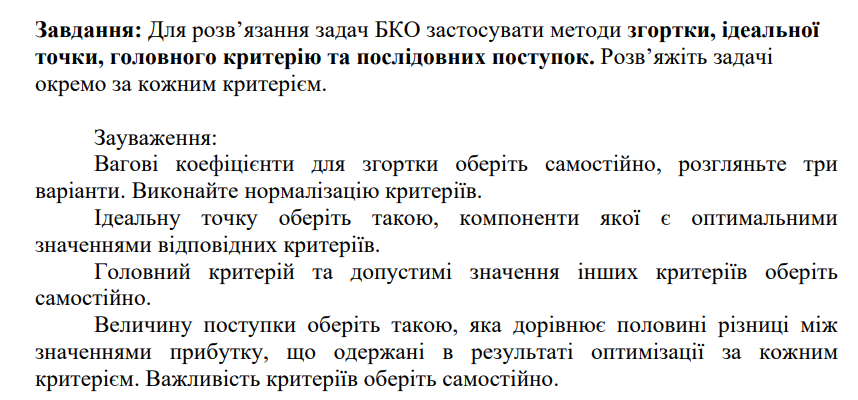 Завдання: Для розв’язання задач БКО застосувати методи згортки, ідеальної
точки, головного критерію та послідовних поступок. Розв’яжіть задачі
окремо за кожним критерієм.
Зауваження:
Вагові коефіцієнти для згортки оберіть самостійно, розгляньте три
варіанти. Виконайте нормалізацію критеріїв.
Ідеальну точку оберіть такою, компоненти якої є оптимальними
значеннями відповідних критеріїв.
Головний критерій та допустимі значення інших критеріїв оберіть
самостійно.
Величину поступки оберіть такою, яка дорівнює половині різниці між
значеннями прибутку, що одержані в результаті оптимізації за кожним
критерієм. Важливість критеріїв оберіть самостійно.